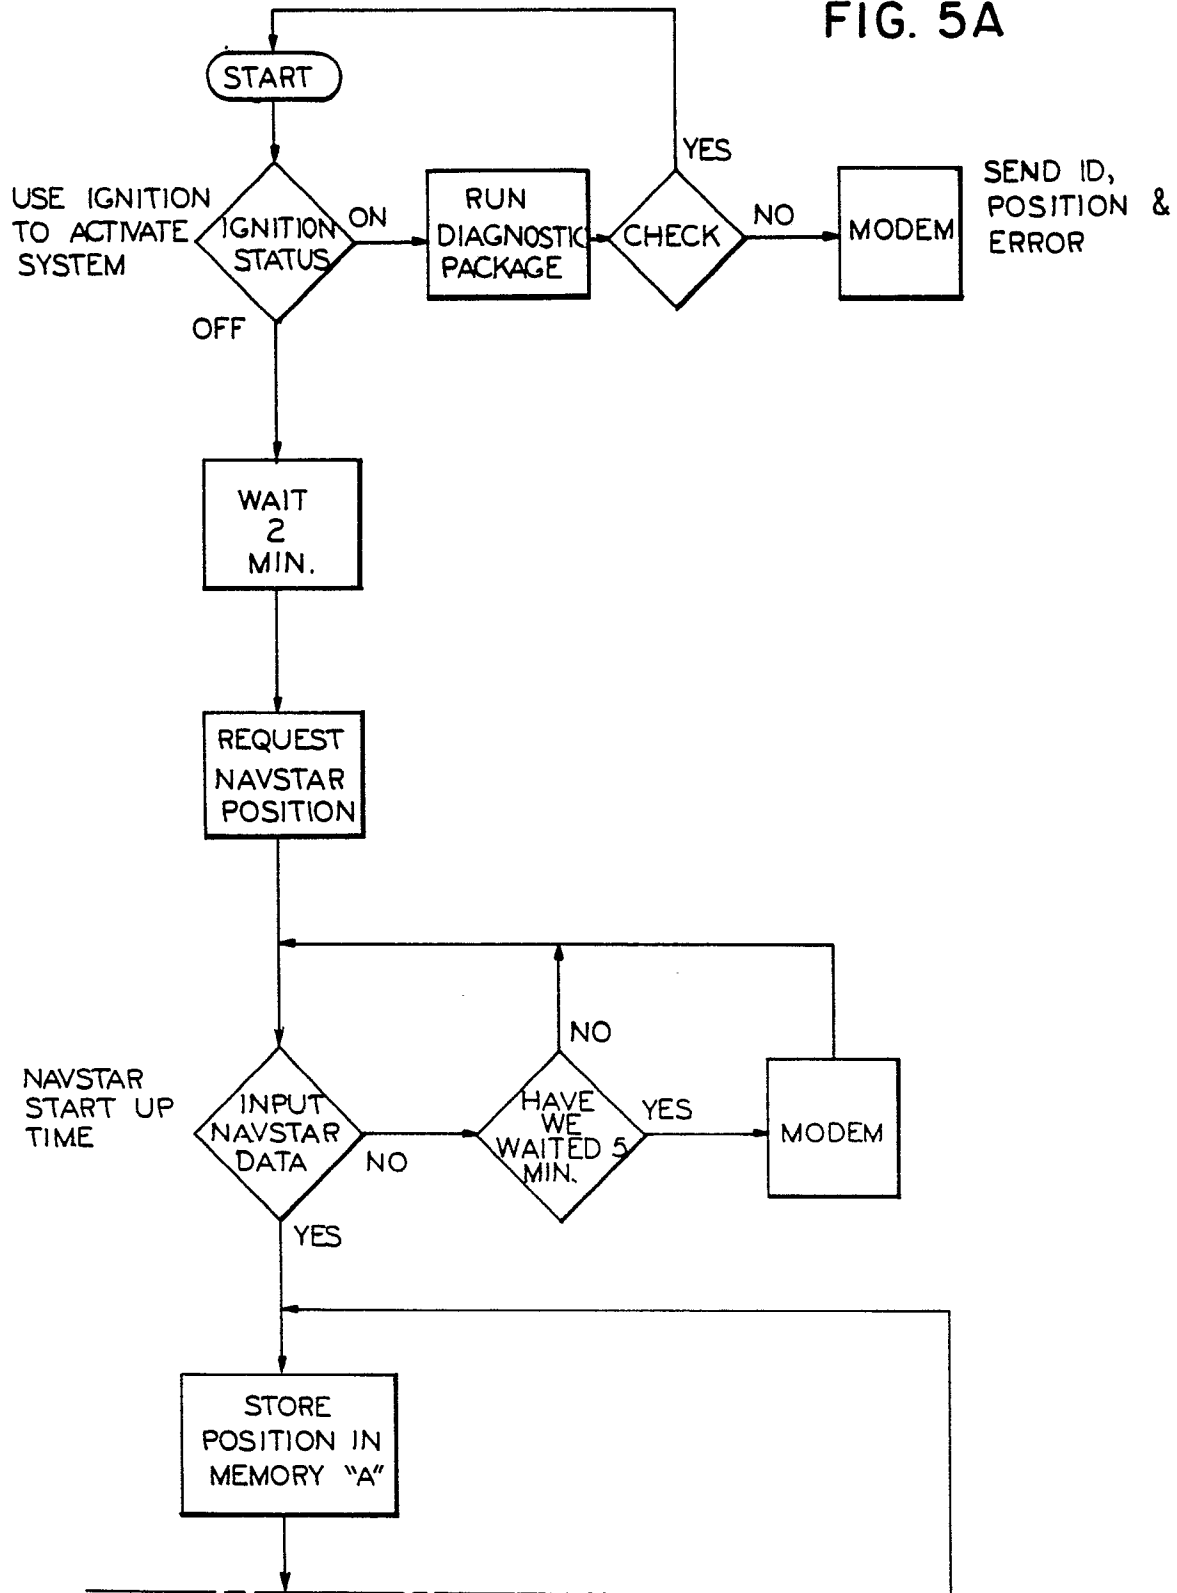 FIG. 5A
START
YES
USE IGNITION
TO ACTIVATE
SYSTEM
IGNITION
STATUS
ON
OFF
RUN
DIAGNOSTIC
PACKAGE
CHECK
NO
MODEM
SEND ID,
POSITION &
ERROR
WAIT
2
MIN.
REQUEST
NAVSTAR
POSITION
NAVSTAR
START UP
TIME
INPUT
NAVSTAR
DATA
NO
YES
HAVE
WE
WAITED 5
MIN.
NO
YES
MODEM
STORE
POSITION IN
MEMORY "A"